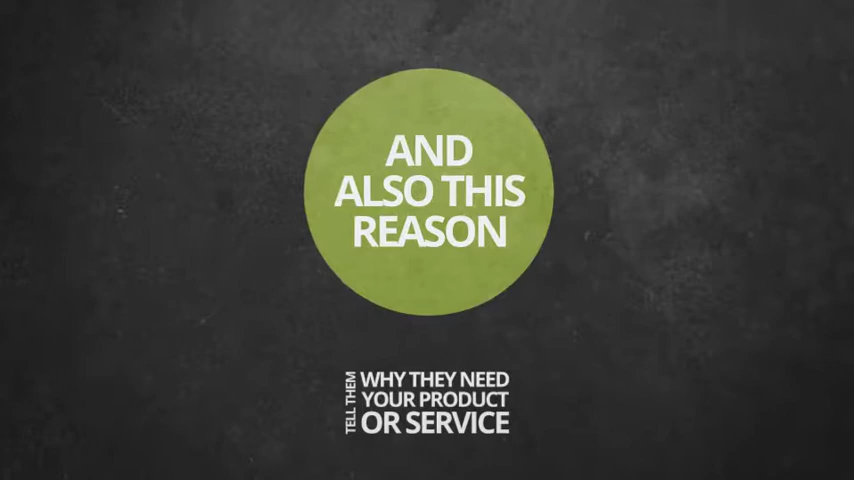 AND
ALSO THIS
REASON
TELL THEM
WHY THEY NEED
YOUR PRODUCT
OR SERVICE